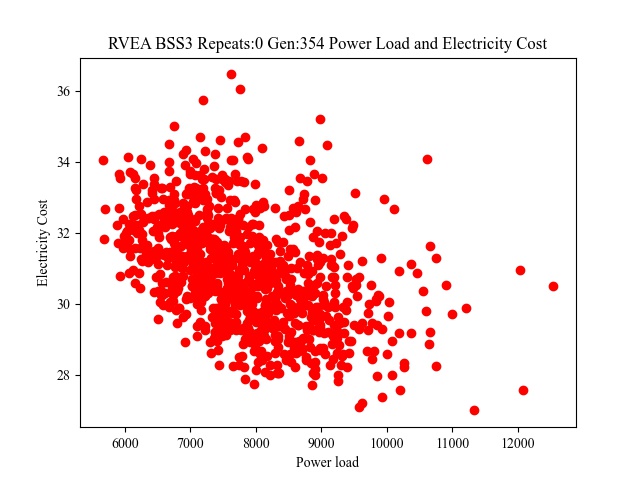 RVEA BSS3 Repeats:0 Gen:354 Power Load and Electricity Cost
36
34
32
30
28
Electricity Cost
6000 7000 8000 9000 10000 11000 12000
Power load